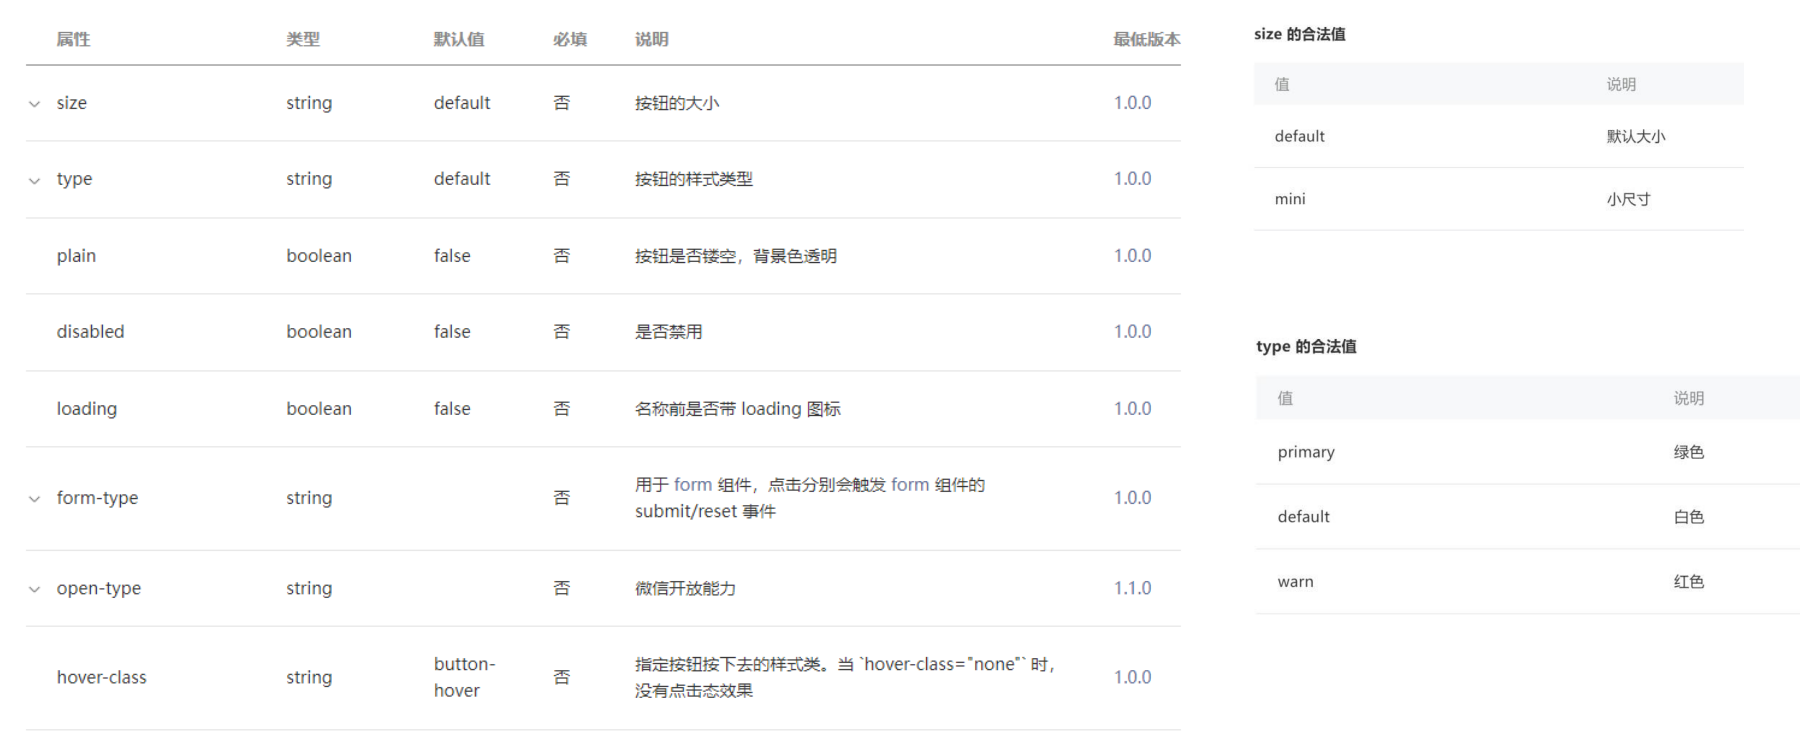 属性 类型 默认值 必填 说明 最低版本
size string default 否 按钮的大小 1.0.0
type string default 否 按钮的样式类型 1.0.0
plain boolean false 否 按钮是否镂空，背景色透明 1.0.0
disabled boolean false 否 是否禁用 1.0.0
loading boolean false 否 名称前是否带 loading 图标 1.0.0
form-type string 否 用于 form 组件，点击分别会触发 form 组件的 1.0.0
submit/reset 事件
open-type string 否 微信开放能力 1.1.0
hover-class string button- 否 指定按钮按下去的样式类。当 `hover-class="none"` 时， 1.0.0
hover 没有点击态效果
size 的合法值
值 说明
default 默认大小
mini 小尺寸
type 的合法值
值 说明
primary 绿色
default 白色
warn 红色